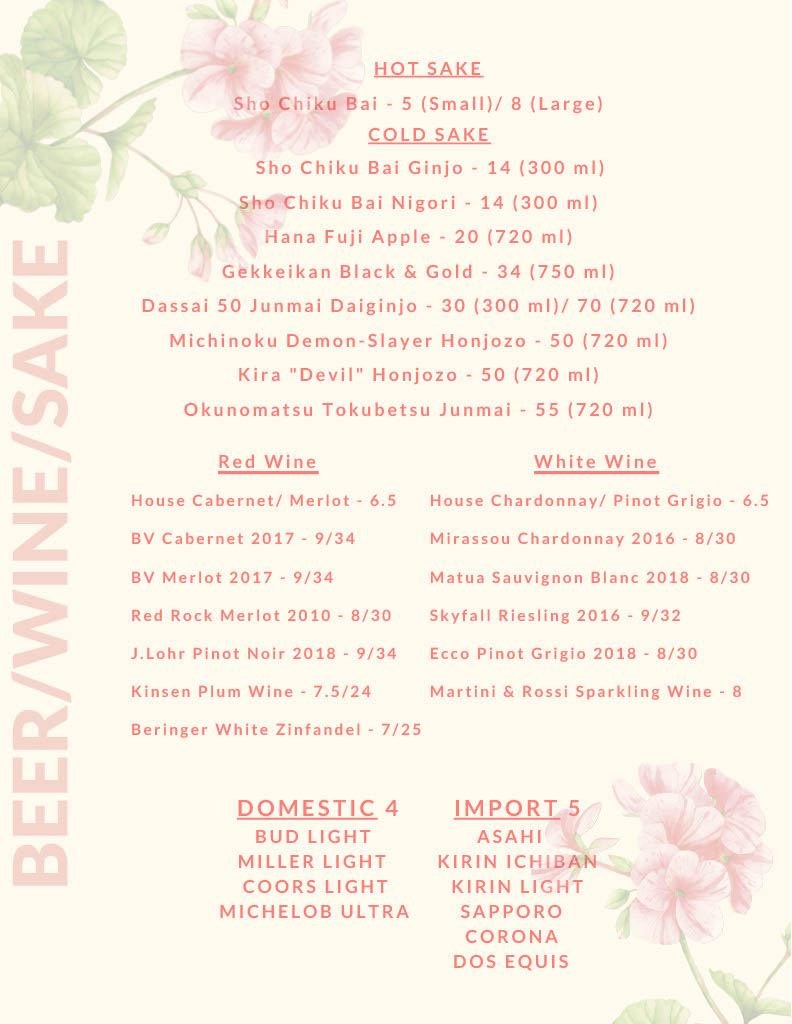 BEER/WINE/SAKE
HOT SAKE
Sho Chiku Bai - 5 (Small)/ 8 (Large)
COLD SAKE
Sho Chiku Bai Ginjo - 14 (300 ml)
Sho Chiku Bai Nigori - 14 (300 ml)
Hana Fuji Apple - 20 (720 ml)
Gekkeikan Black & Gold - 34 (750 ml)
Dassai 50 Junmai Daiginjo - 30 (300 ml)/ 70 (720 ml)
Michinoku Demon-Slayer Honjozo - 50 (720 ml)
Kira "Devil" Honjozo - 50 (720 ml)
Okunomatsu Tokubetsu Junmai - 55 (720 ml)
Red Wine
House Cabernet/ Merlot - 6.5
BV Cabernet 2017 - 9/34
BV Merlot 2017 - 9/34
Red Rock Merlot 2010 - 8/30
J.Lohr Pinot Noir 2018 - 9/34
Kinsen Plum Wine - 7.5/24
Beringer White Zinfandel - 7/25
White Wine
House Chardonnay/ Pinot Grigio - 6.5
Mirassou Chardonnay 2016 - 8/30
Matua Sauvignon Blanc 2018 - 8/30
Skyfall Riesling 2016 - 9/32
Ecco Pinot Grigio 2018 - 8/30
Martini & Rossi Sparkling Wine - 8
DOMESTIC 4
BUD LIGHT
MILLER LIGHT
COORS LIGHT
MICHELOB ULTRA
IMPORT 5
ASAHI
KIRIN ICHIBAN
KIRIN LIGHT
SAPPORO
CORONA
DOS EQUIS